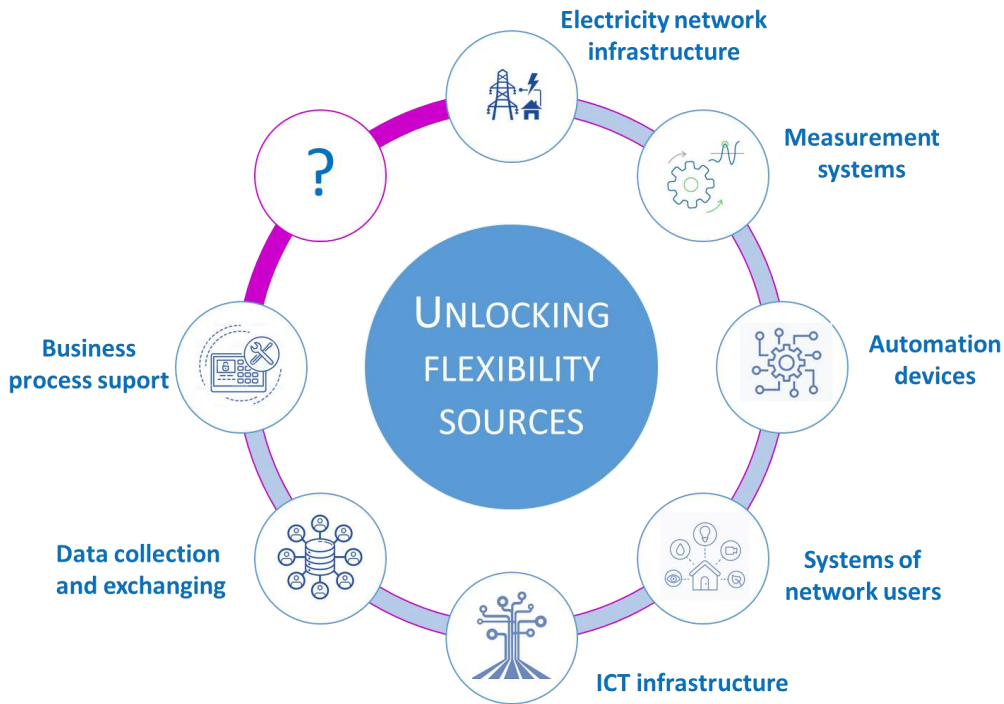 Electricity network
infrastructure
Measurement
systems
Automation
devices
Systems of
network users
ICT infrastructure
Data collection
and exchanging
Business
process suport
?
UNLOCKING
FLEXIBILITY
SOURCES